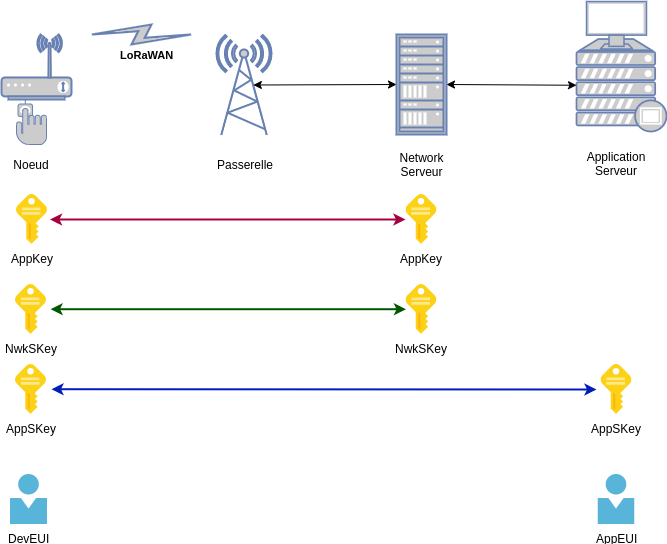 LoRaWAN
Noeud
Passerelle
Network
Serveur
Application
Serveur
AppKey
AppKey
NwkSKey
NwkSKey
AppSKey
AppSKey
DevEUI
AppEUI